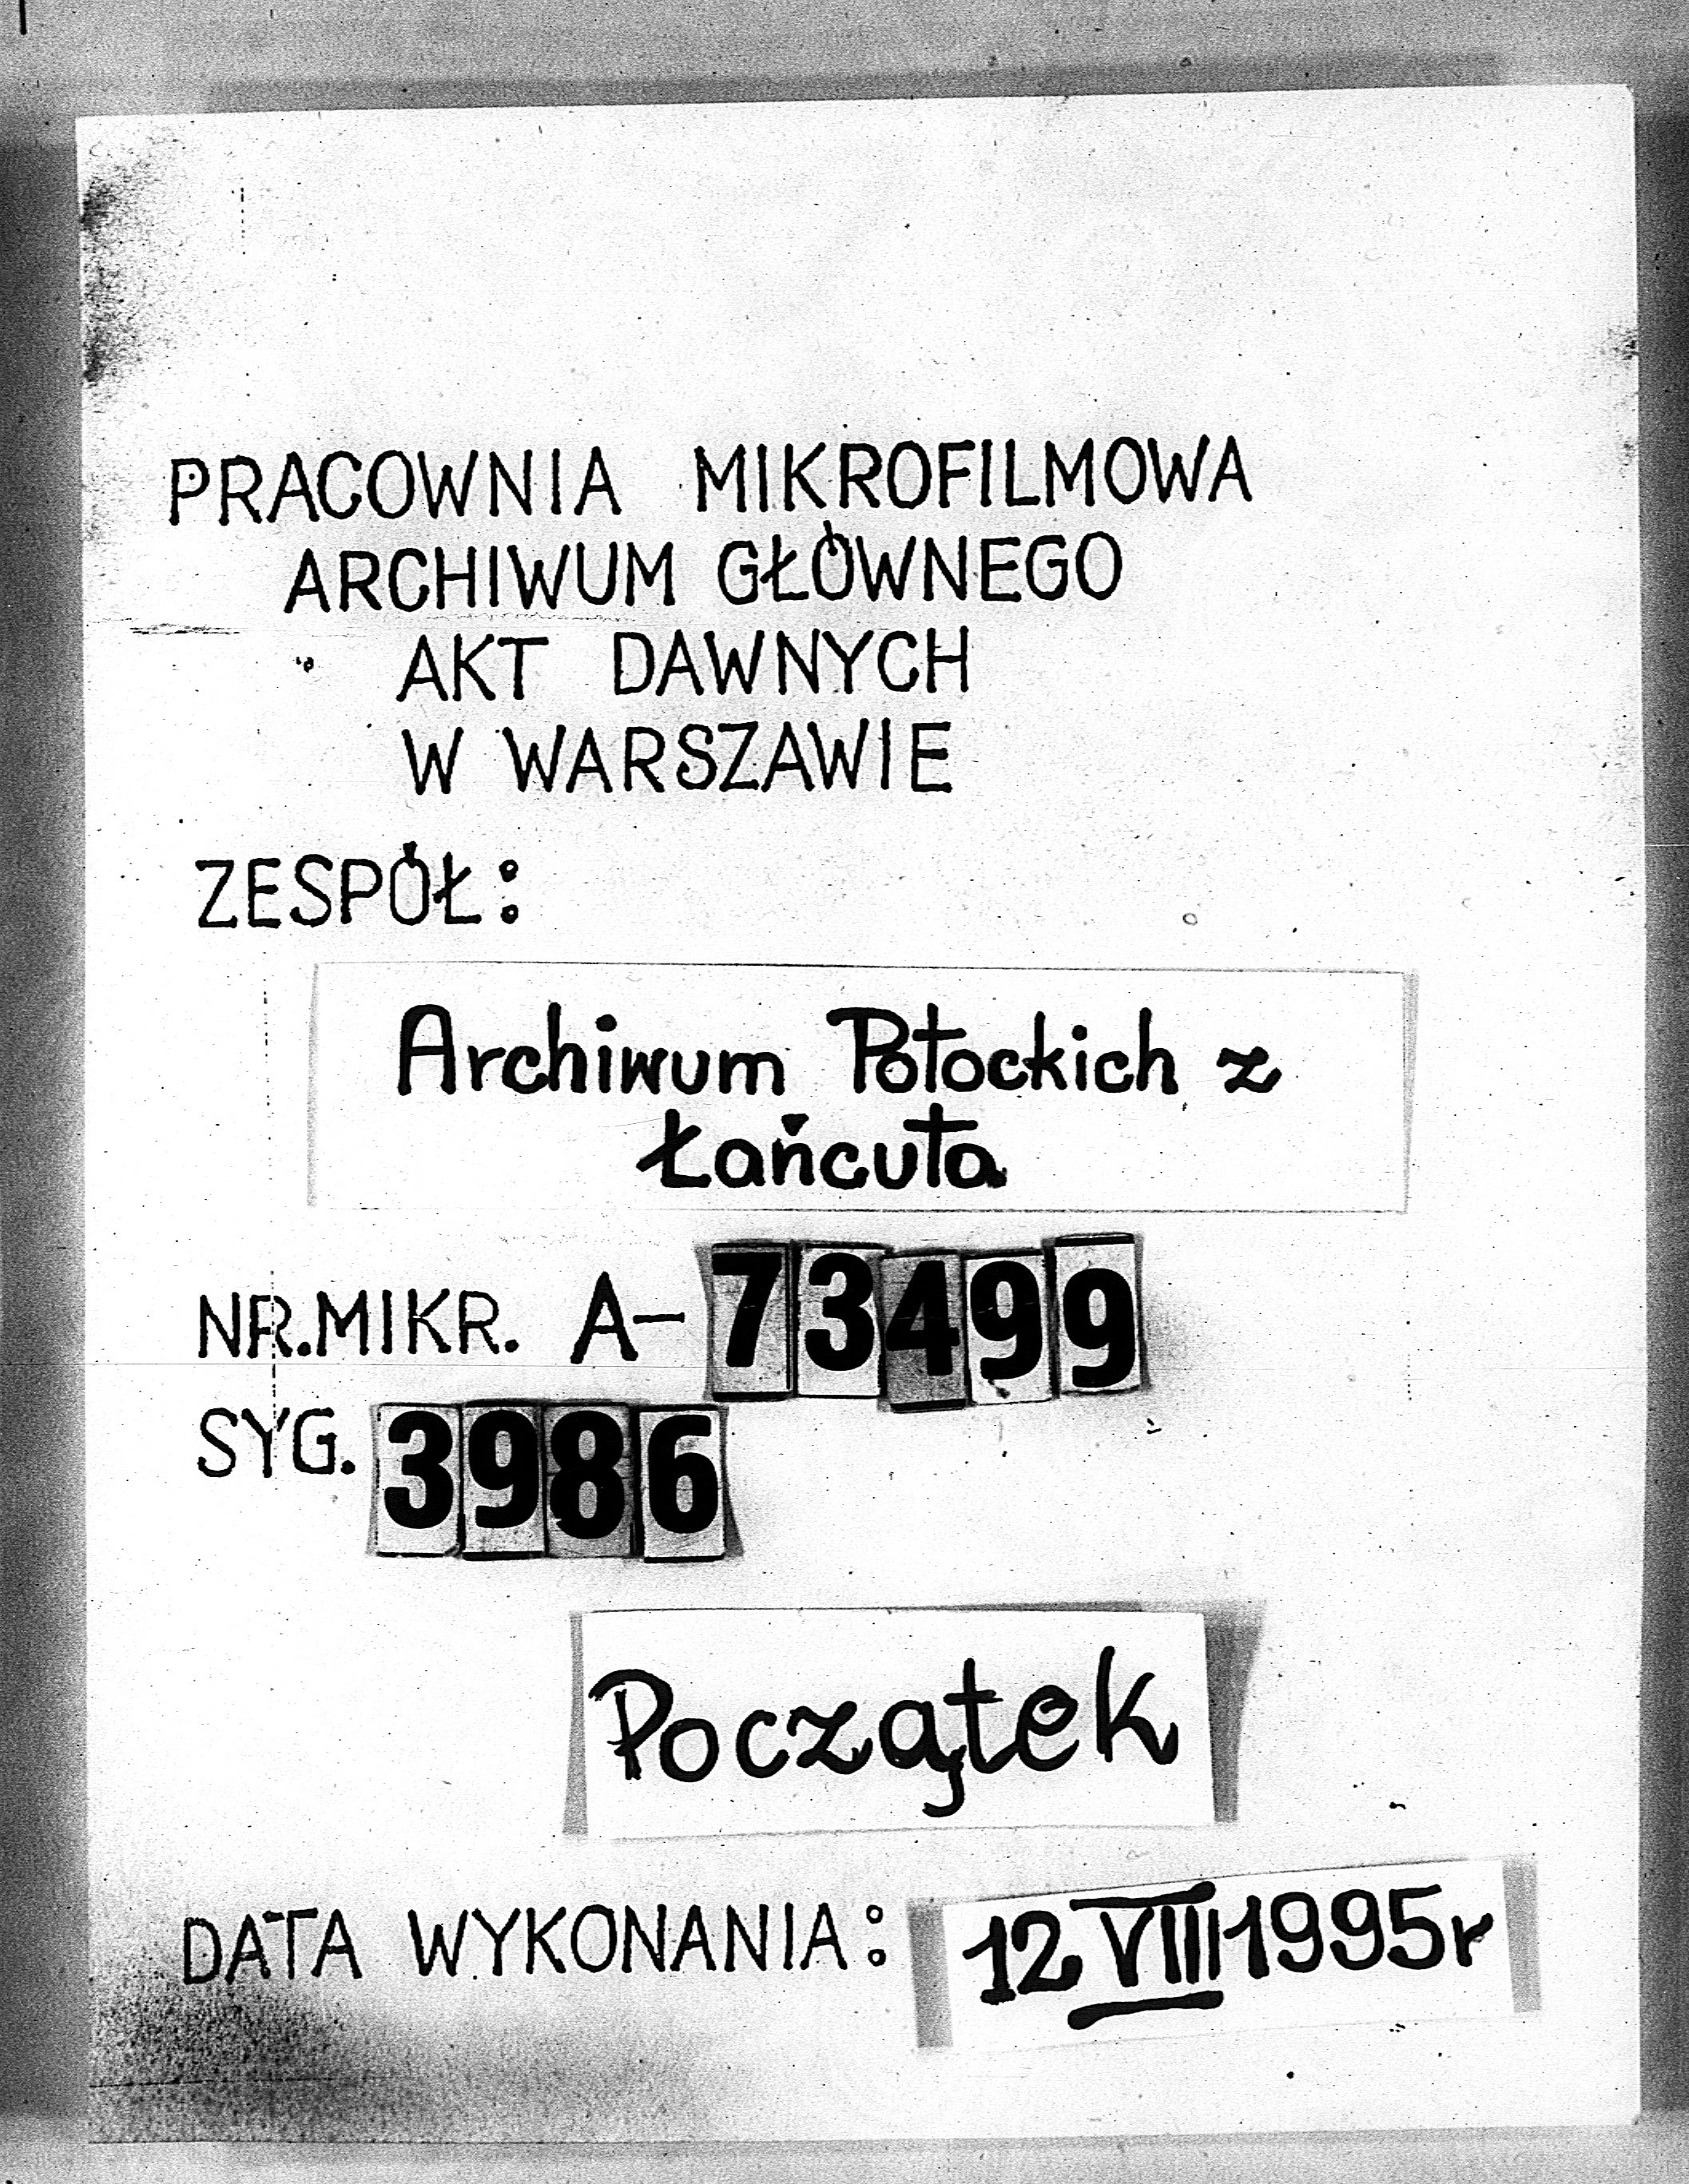 PRACOWNIA MIKROFILMOWA
ARCHIWUM GŁÓWNEGO
AKT DAWNYCH
W WARSZAWIE
ZESPÓŁ:
Archiwum Potockich z
Łańcuta
NR.MIKR. A-73499
SYG. 3986
Początek
DATA WYKONANIA: 12 VIII 1995r